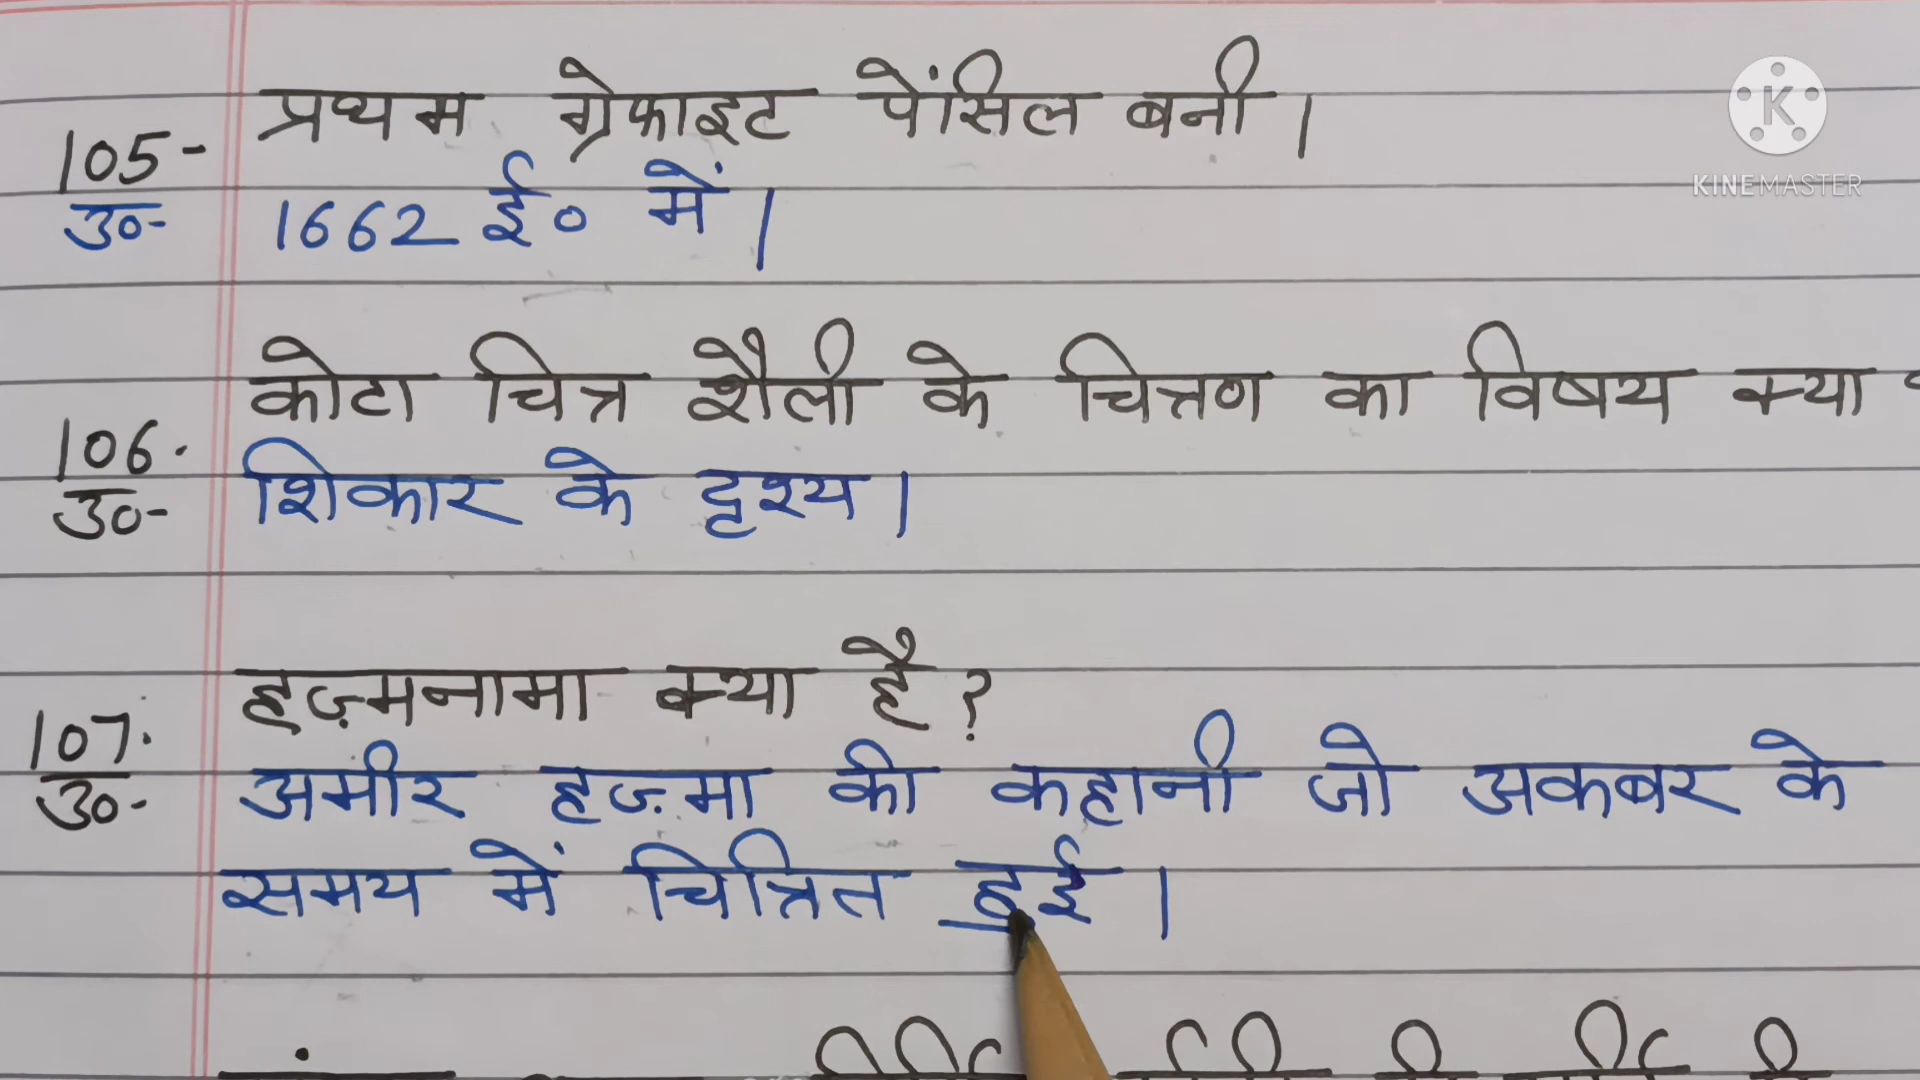 105- प्रथम ग्रेफाइट पेंसिल बनी।
उ०- 1662 ई० में।
106. कोटा चित्र शैली के चित्रण का विषय क्या
उ०- शिकार के दृश्य।
107. हज़्मनामा क्या है?
उ०- अमीर हज़्मा की कहानी जो अकबर के
समय में चित्रित हुई।
K
KINEMASTER